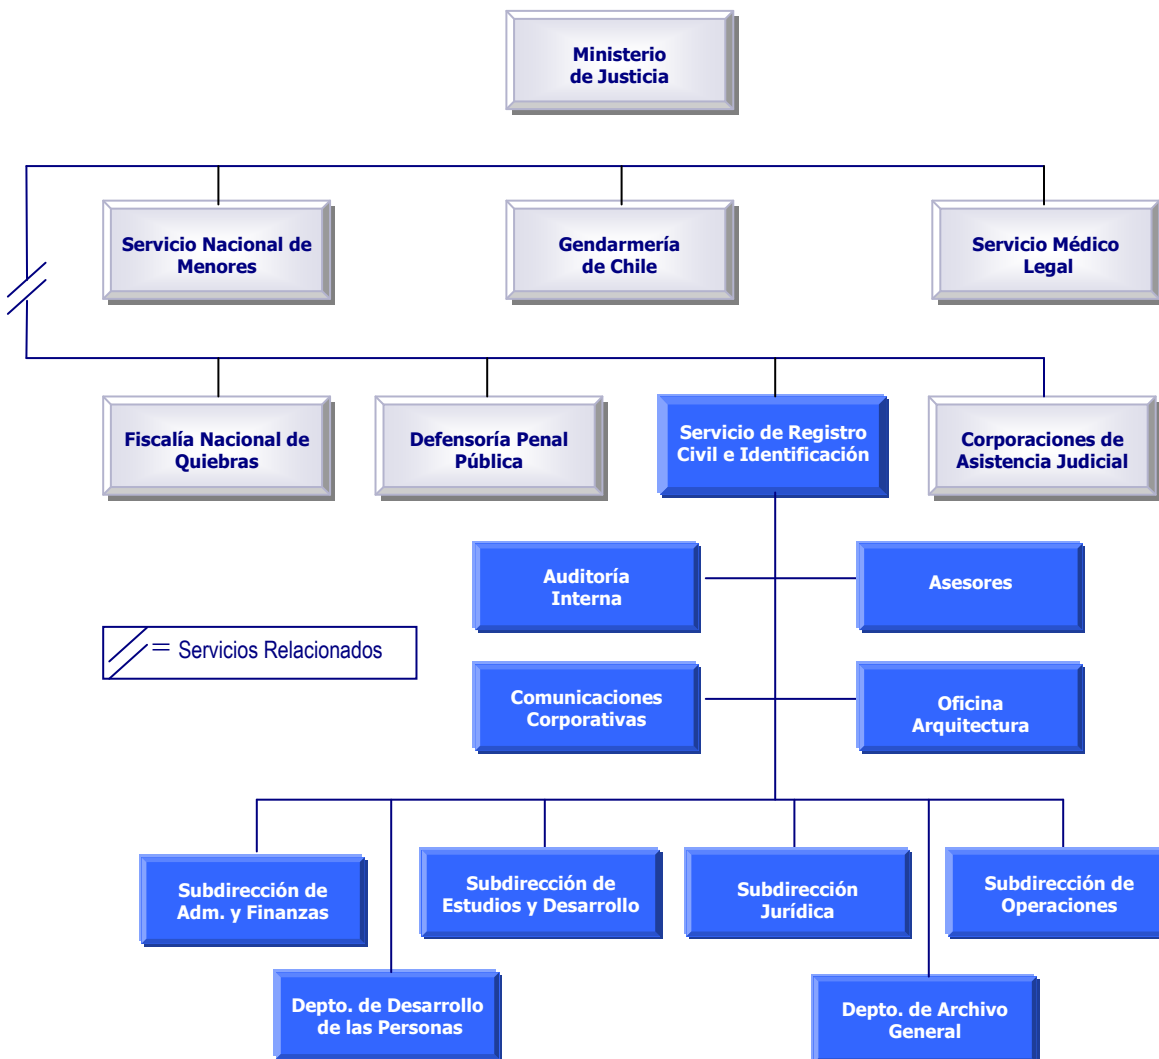 Ministerio
de Justicia
Servicio Nacional de
Menores
Gendarmería
de Chile
Servicio Médico
Legal
Fiscalía Nacional de
Quiebras
Defensoría Penal
Pública
Servicio de Registro
Civil e Identificación
Corporaciones de
Asistencia Judicial
Auditoría
Interna
Asesores
= Servicios Relacionados
Comunicaciones
Corporativas
Oficina
Arquitectura
Subdirección de
Adm. y Finanzas
Subdirección de
Estudios y Desarrollo
Subdirección
Jurídica
Subdirección de
Operaciones
Depto. de Desarrollo
de las Personas
Depto. de Archivo
General